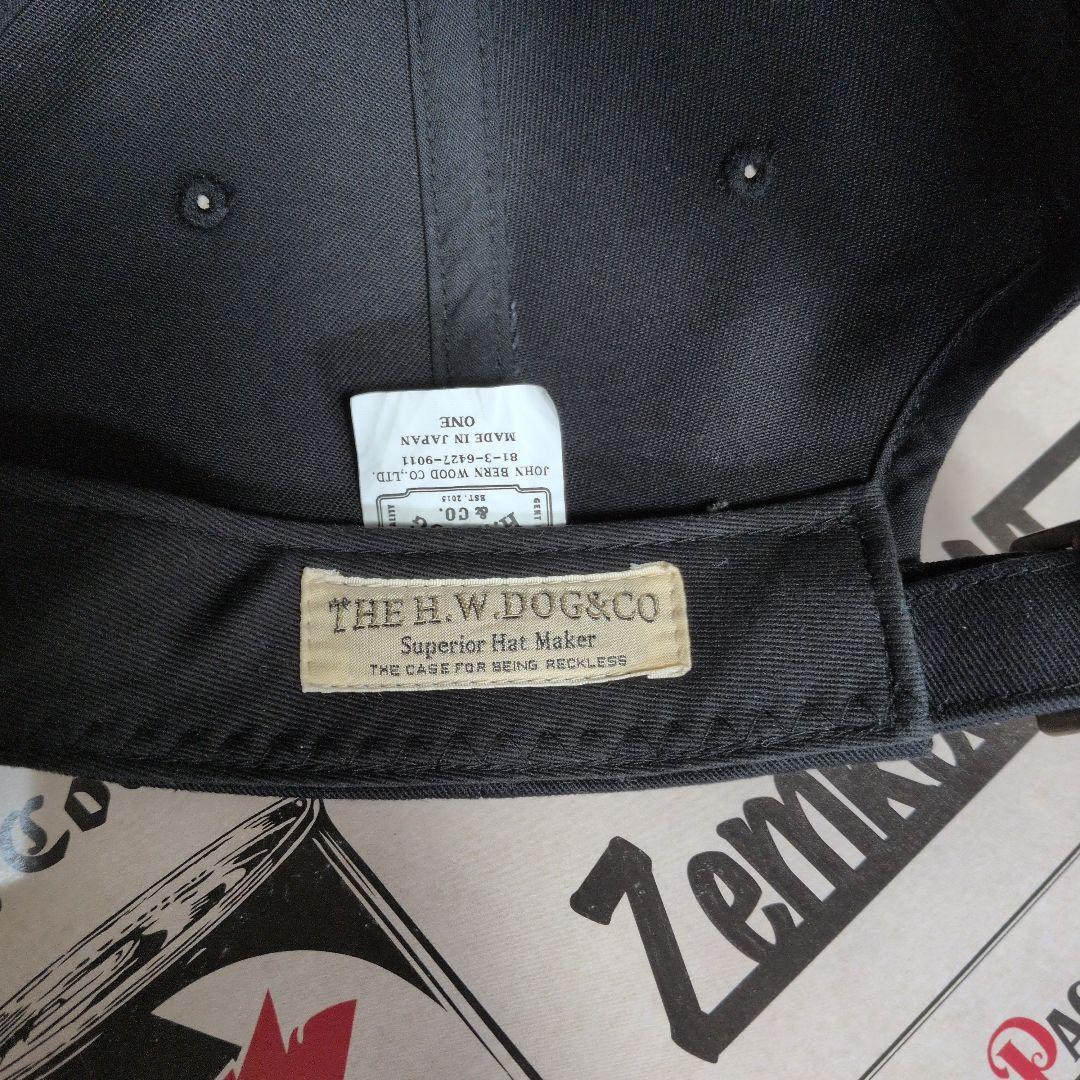 ONE
MADE IN JAPAN
81-3-6427-9011
JOHN BERN WOOD CO.,LTD.
EST. 2015
& CO.
THE H.W.DOG&CO
Superior Hat Maker
THE CASE FOR BEING RECKLESS